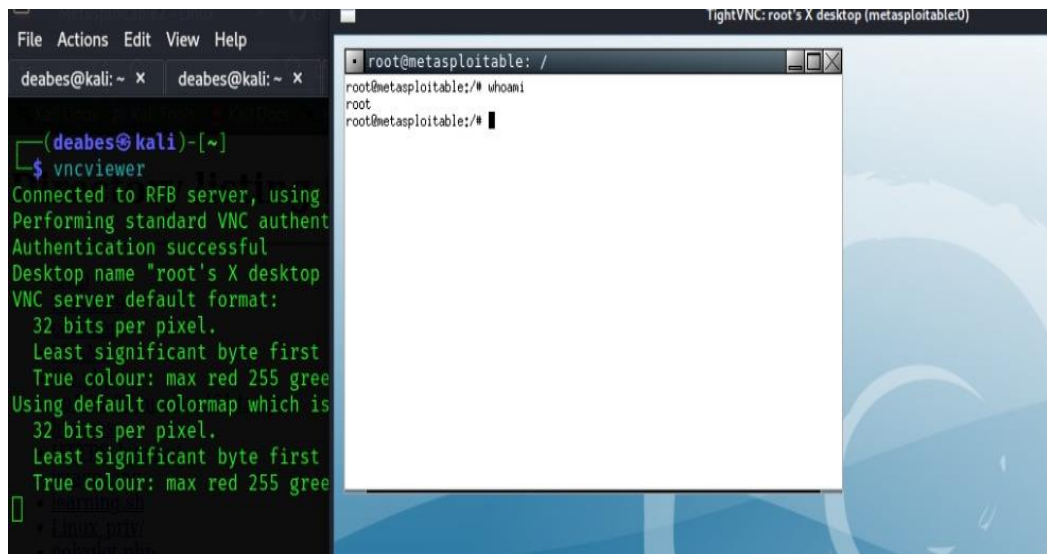 File Actions Edit View Help
deabes@kali: ~ × deabes@kali: ~ ×
(deabes㉿kali)-[~]
$ vncviewer
Connected to RFB server, using
Performing standard VNC authent
Authentication successful
Desktop name "root's X desktop
VNC server default format:
32 bits per pixel.
Least significant byte first
True colour: max red 255 gree
Using default colormap which is
32 bits per pixel.
Least significant byte first
True colour: max red 255 gree
learning.sh
Linux_priv/
TightVNC: root's X desktop (metasploitable:0)
root@metasploitable: /
root@metasploitable:/# whoami
root
root@metasploitable:/#